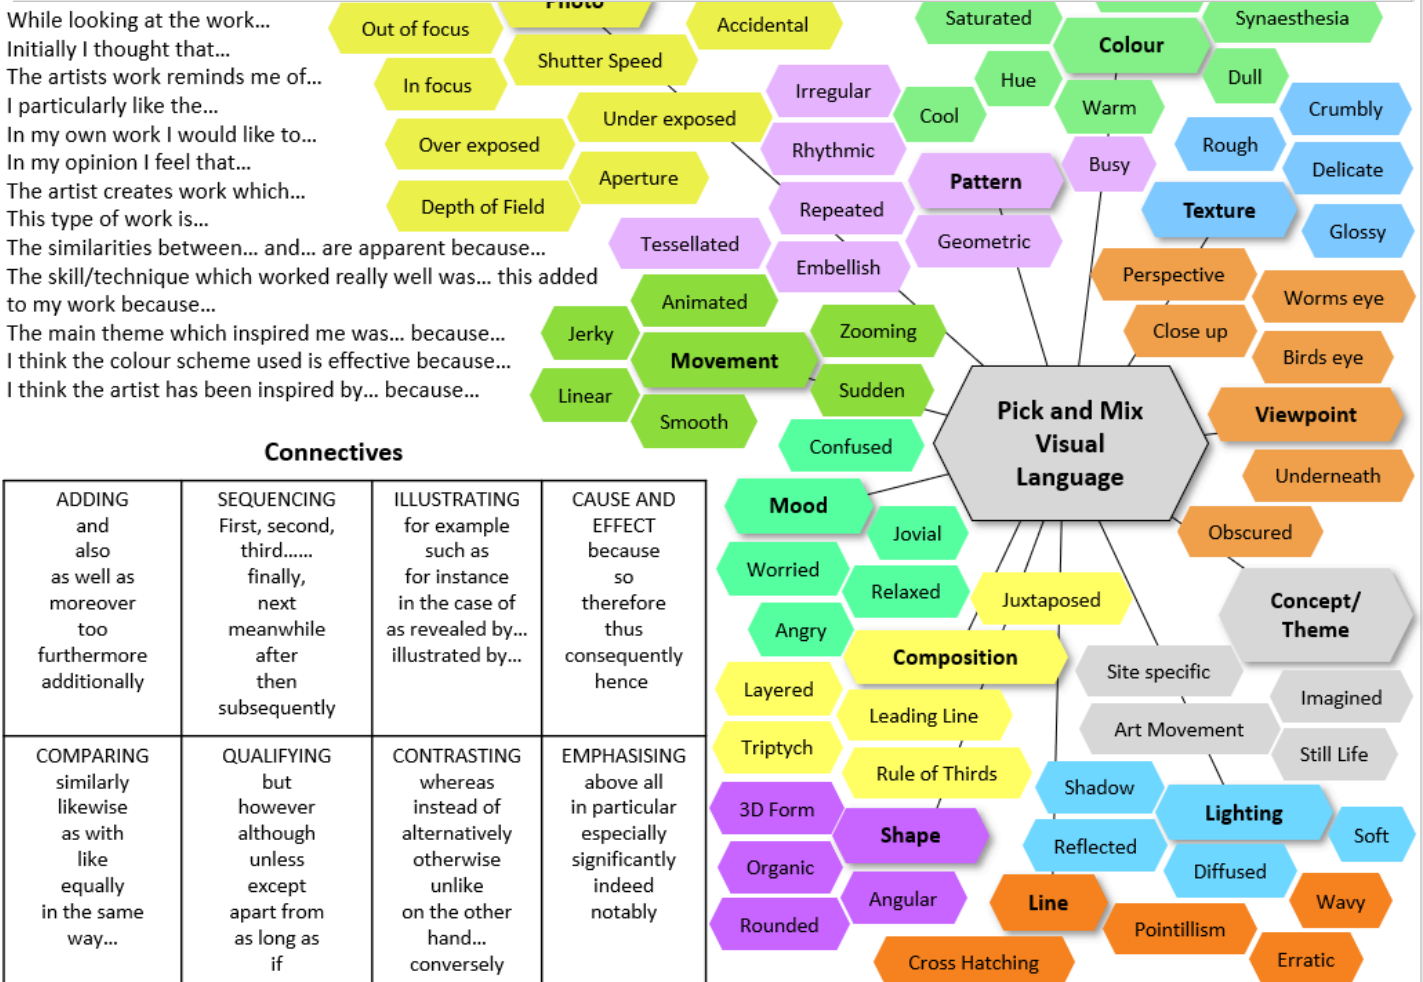 While looking at the work...
Initially I thought that...
The artists work reminds me of...
I particularly like the...
In my own work I would like to...
In my opinion I feel that...
The artist creates work which...
This type of work is...
The similarities between... and... are apparent because...
The skill/technique which worked really well was... this added
to my work because...
The main theme which inspired me was... because...
I think the colour scheme used is effective because...
I think the artist has been inspired by... because...
Connectives
ADDING
and
also
as well as
moreover
too
furthermore
additionally
SEQUENCING
First, second,
third......
finally,
next
meanwhile
after
then
subsequently
ILLUSTRATING
for example
such as
for instance
in the case of
as revealed by...
illustrated by...
CAUSE AND
EFFECT
because
so
therefore
thus
consequently
hence
COMPARING
similarly
likewise
as with
like
equally
in the same
way...
QUALIFYING
but
however
although
unless
except
apart from
as long as
if
CONTRASTING
whereas
instead of
alternatively
otherwise
unlike
on the other
hand...
conversely
EMPHASISING
above all
in particular
especially
significantly
indeed
notably
Pick and Mix
Visual
Language
Photo
Out of focus
Accidental
Shutter Speed
In focus
Under exposed
Over exposed
Aperture
Depth of Field
Colour
Saturated
Synaesthesia
Hue
Dull
Cool
Warm
Pattern
Irregular
Rhythmic
Busy
Repeated
Geometric
Tessellated
Embellish
Texture
Crumbly
Rough
Delicate
Glossy
Movement
Animated
Jerky
Zooming
Linear
Sudden
Smooth
Viewpoint
Perspective
Worms eye
Close up
Birds eye
Underneath
Obscured
Mood
Confused
Jovial
Worried
Relaxed
Angry
Composition
Juxtaposed
Layered
Leading Line
Triptych
Rule of Thirds
Concept/
Theme
Site specific
Imagined
Art Movement
Still Life
Shape
3D Form
Organic
Angular
Rounded
Lighting
Shadow
Soft
Reflected
Diffused
Line
Wavy
Pointillism
Cross Hatching
Erratic